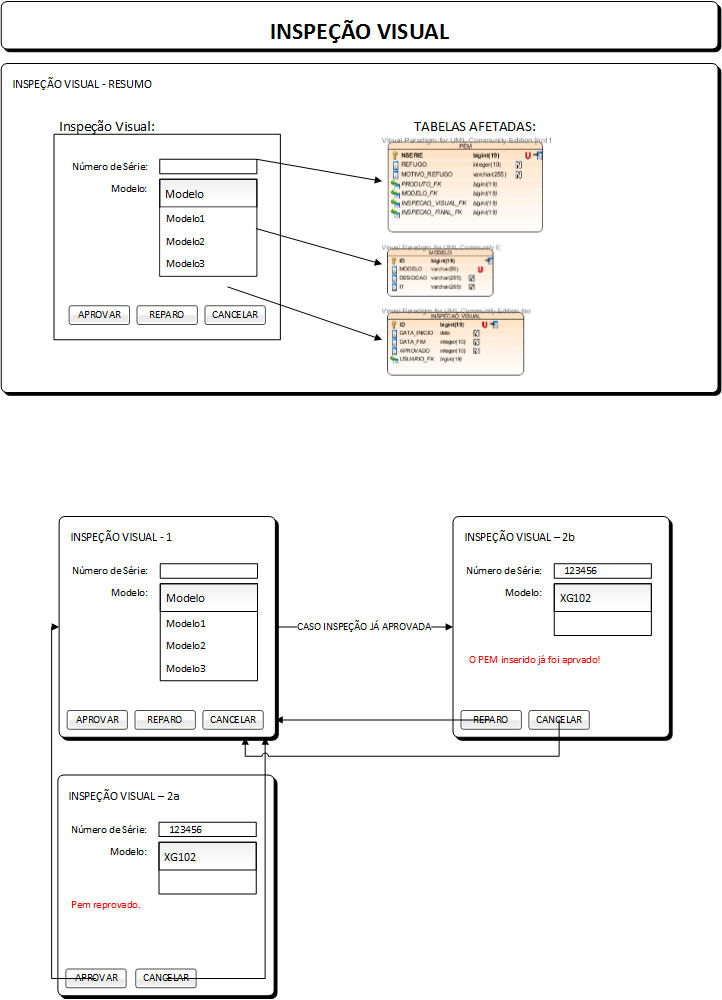 INSPEÇÃO VISUAL
INSPEÇÃO VISUAL - RESUMO
Inspeção Visual:
Número de Série:
Modelo:
Modelo
Modelo1
Modelo2
Modelo3
APROVAR REPARO CANCELAR
TABELAS AFETADAS:
Visual Paradigm for UML Community Edition [not f
PEM
NSERIE bigint(19) U
REFUGO integer(10) N
MOTIVO_REFUGO varchar(255) N
PRODUTO_FK bigint(19)
MODELO_FK bigint(19)
INSPECAO_VISUAL_FK bigint(19)
INSPECAO_FINAL_FK bigint(19)
Visual Paradigm for UML Community E
MODELO
ID bigint(19)
MODELO varchar(50) U
DESCICAO varchar(255) N
IT varchar(255) N
Visual Paradigm for UML Community Edition [no
INSPECAO_VISUAL
ID bigint(19) U
DATA_INICIO date N
DATA_FIM integer(10) N
APROVADO integer(10) N
USUARIO_FK bigint(19)
INSPEÇÃO VISUAL - 1
Número de Série:
Modelo:
Modelo
Modelo1
Modelo2
Modelo3
APROVAR REPARO CANCELAR
CASO INSPEÇÃO JÁ APROVADA
INSPEÇÃO VISUAL – 2b
Número de Série: 123456
Modelo:
XG102
O PEM inserido já foi aprvado!
REPARO CANCELAR
INSPEÇÃO VISUAL – 2a
Número de Série: 123456
Modelo:
XG102
Pem reprovado.
APROVAR CANCELAR